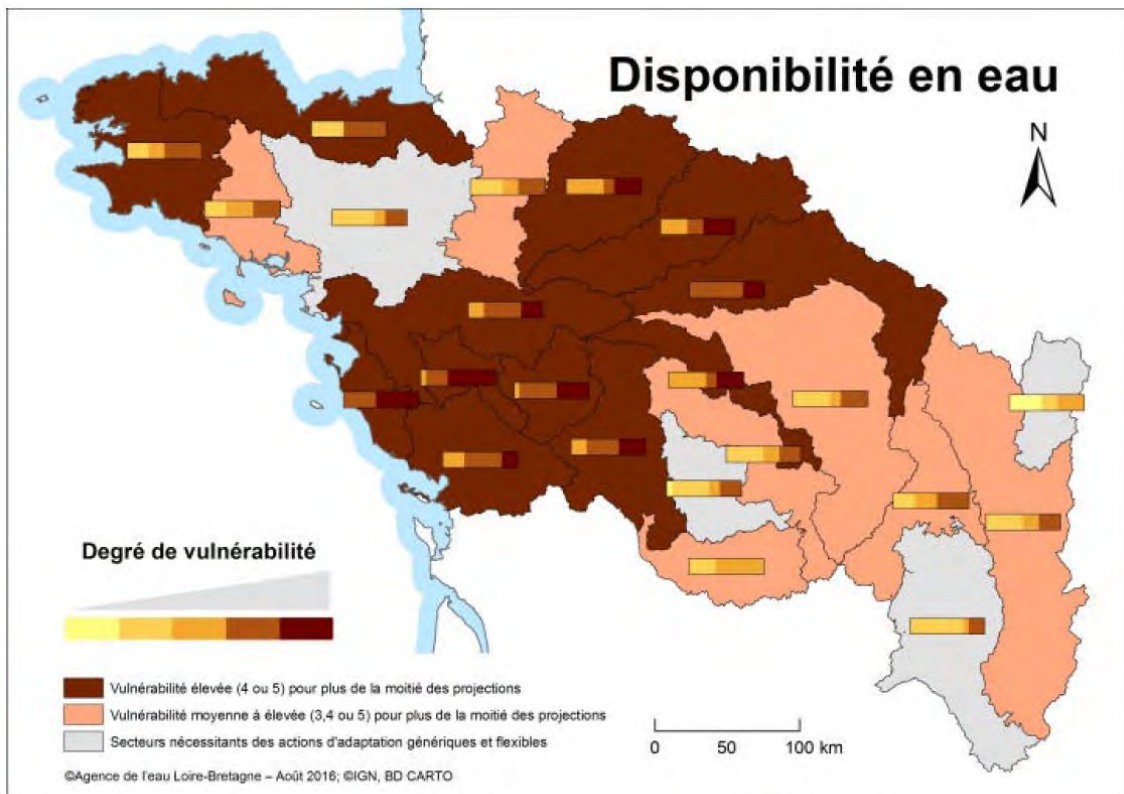 Disponibilité en eau
N
Degré de vulnérabilité
Vulnérabilité élevée (4 ou 5) pour plus de la moitié des projections
Vulnérabilité moyenne à élevée (3,4 ou 5) pour plus de la moitié des projections
Secteurs nécessitants des actions d'adaptation génériques et flexibles
0 50 100 km
©Agence de l'eau Loire-Bretagne – Août 2016; ©IGN, BD CARTO